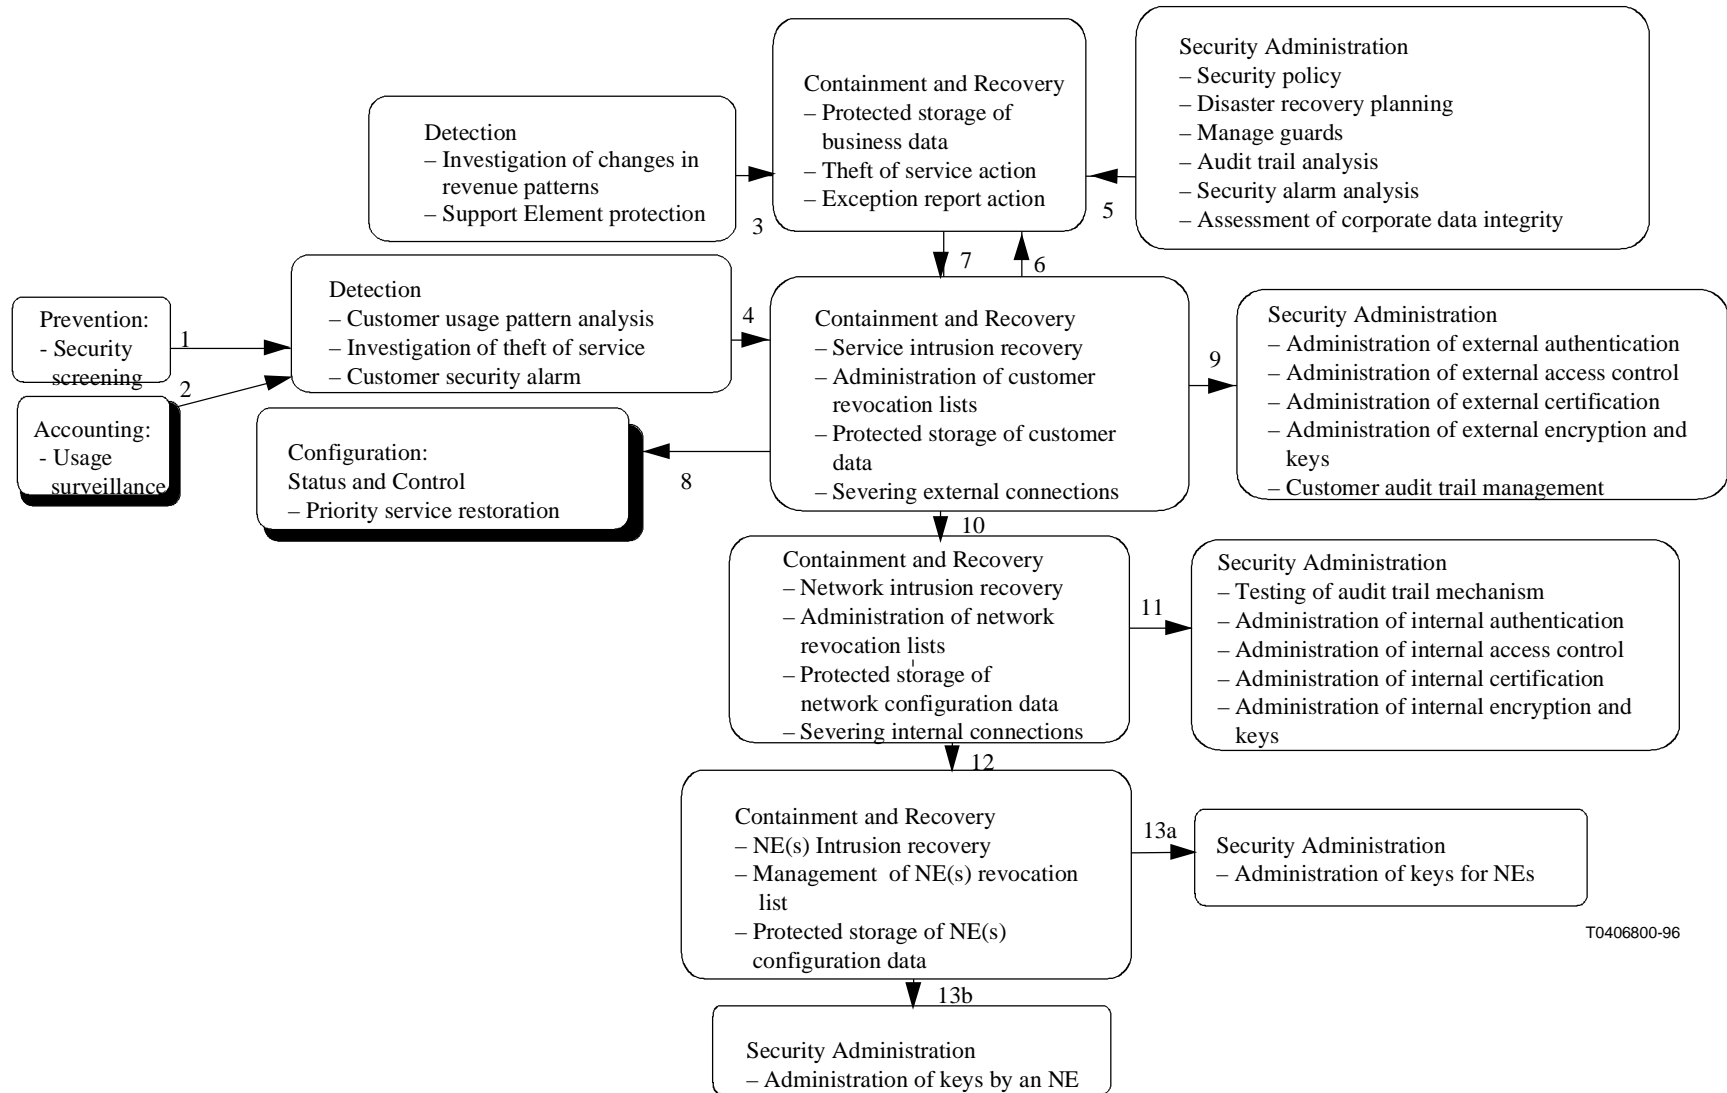 Containment and Recovery
– Protected storage of
business data
– Theft of service action
– Exception report action
Security Administration
– Security policy
– Disaster recovery planning
– Manage guards
– Audit trail analysis
– Security alarm analysis
– Assessment of corporate data integrity
Detection
– Investigation of changes in
revenue patterns
– Support Element protection
3
5
7
6
Prevention:
- Security
screening
1
Accounting:
- Usage
surveillance
2
Detection
– Customer usage pattern analysis
– Investigation of theft of service
– Customer security alarm
4
Configuration:
Status and Control
– Priority service restoration
8
Containment and Recovery
– Service intrusion recovery
– Administration of customer
revocation lists
– Protected storage of customer
data
– Severing external connections
9
Security Administration
– Administration of external authentication
– Administration of external access control
– Administration of external certification
– Administration of external encryption and
keys
– Customer audit trail management
10
Containment and Recovery
– Network intrusion recovery
– Administration of network
revocation lists
– Protected storage of
network configuration data
– Severing internal connections
11
Security Administration
– Testing of audit trail mechanism
– Administration of internal authentication
– Administration of internal access control
– Administration of internal certification
– Administration of internal encryption and
keys
12
Containment and Recovery
– NE(s) Intrusion recovery
– Management of NE(s) revocation
list
– Protected storage of NE(s)
configuration data
13a
Security Administration
– Administration of keys for NEs
T0406800-96
13b
Security Administration
– Administration of keys by an NE